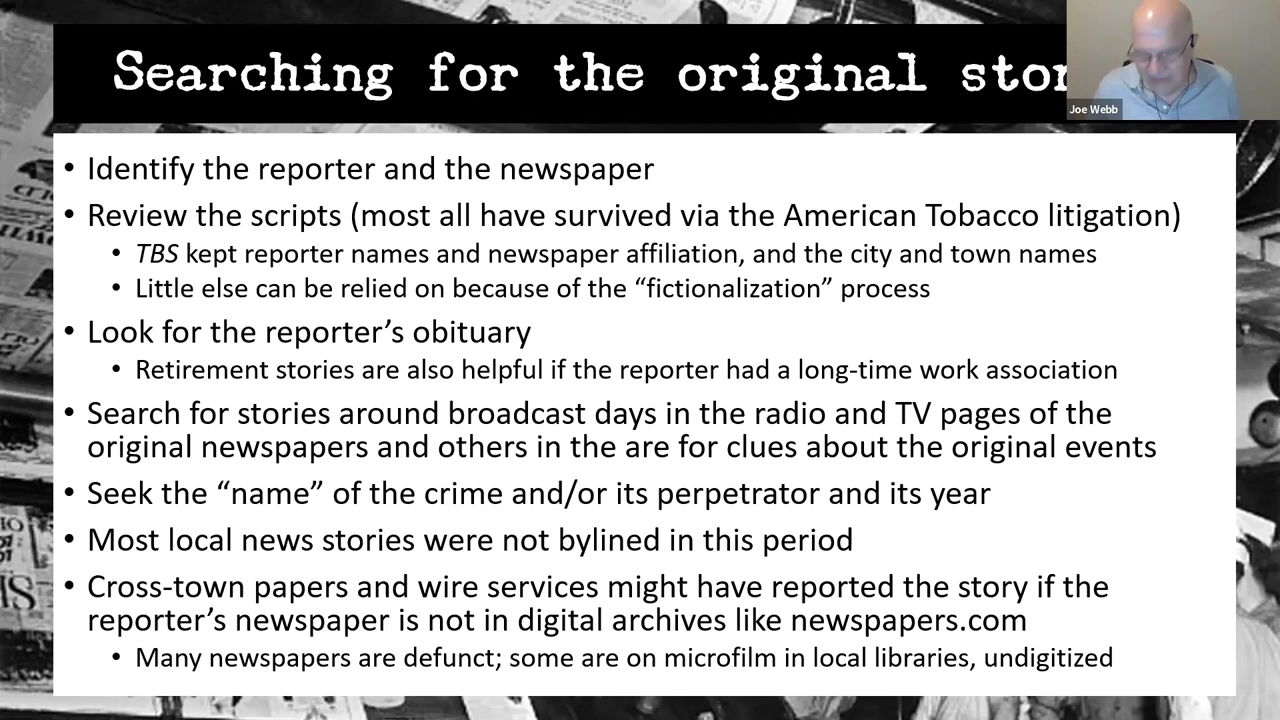 Searching for the original stor
Joe Webb
• Identify the reporter and the newspaper
• Review the scripts (most all have survived via the American Tobacco litigation)
• TBS kept reporter names and newspaper affiliation, and the city and town names
• Little else can be relied on because of the “fictionalization” process
• Look for the reporter’s obituary
• Retirement stories are also helpful if the reporter had a long-time work association
• Search for stories around broadcast days in the radio and TV pages of the
original newspapers and others in the are for clues about the original events
• Seek the “name” of the crime and/or its perpetrator and its year
• Most local news stories were not bylined in this period
• Cross-town papers and wire services might have reported the story if the
reporter’s newspaper is not in digital archives like newspapers.com
• Many newspapers are defunct; some are on microfilm in local libraries, undigitized